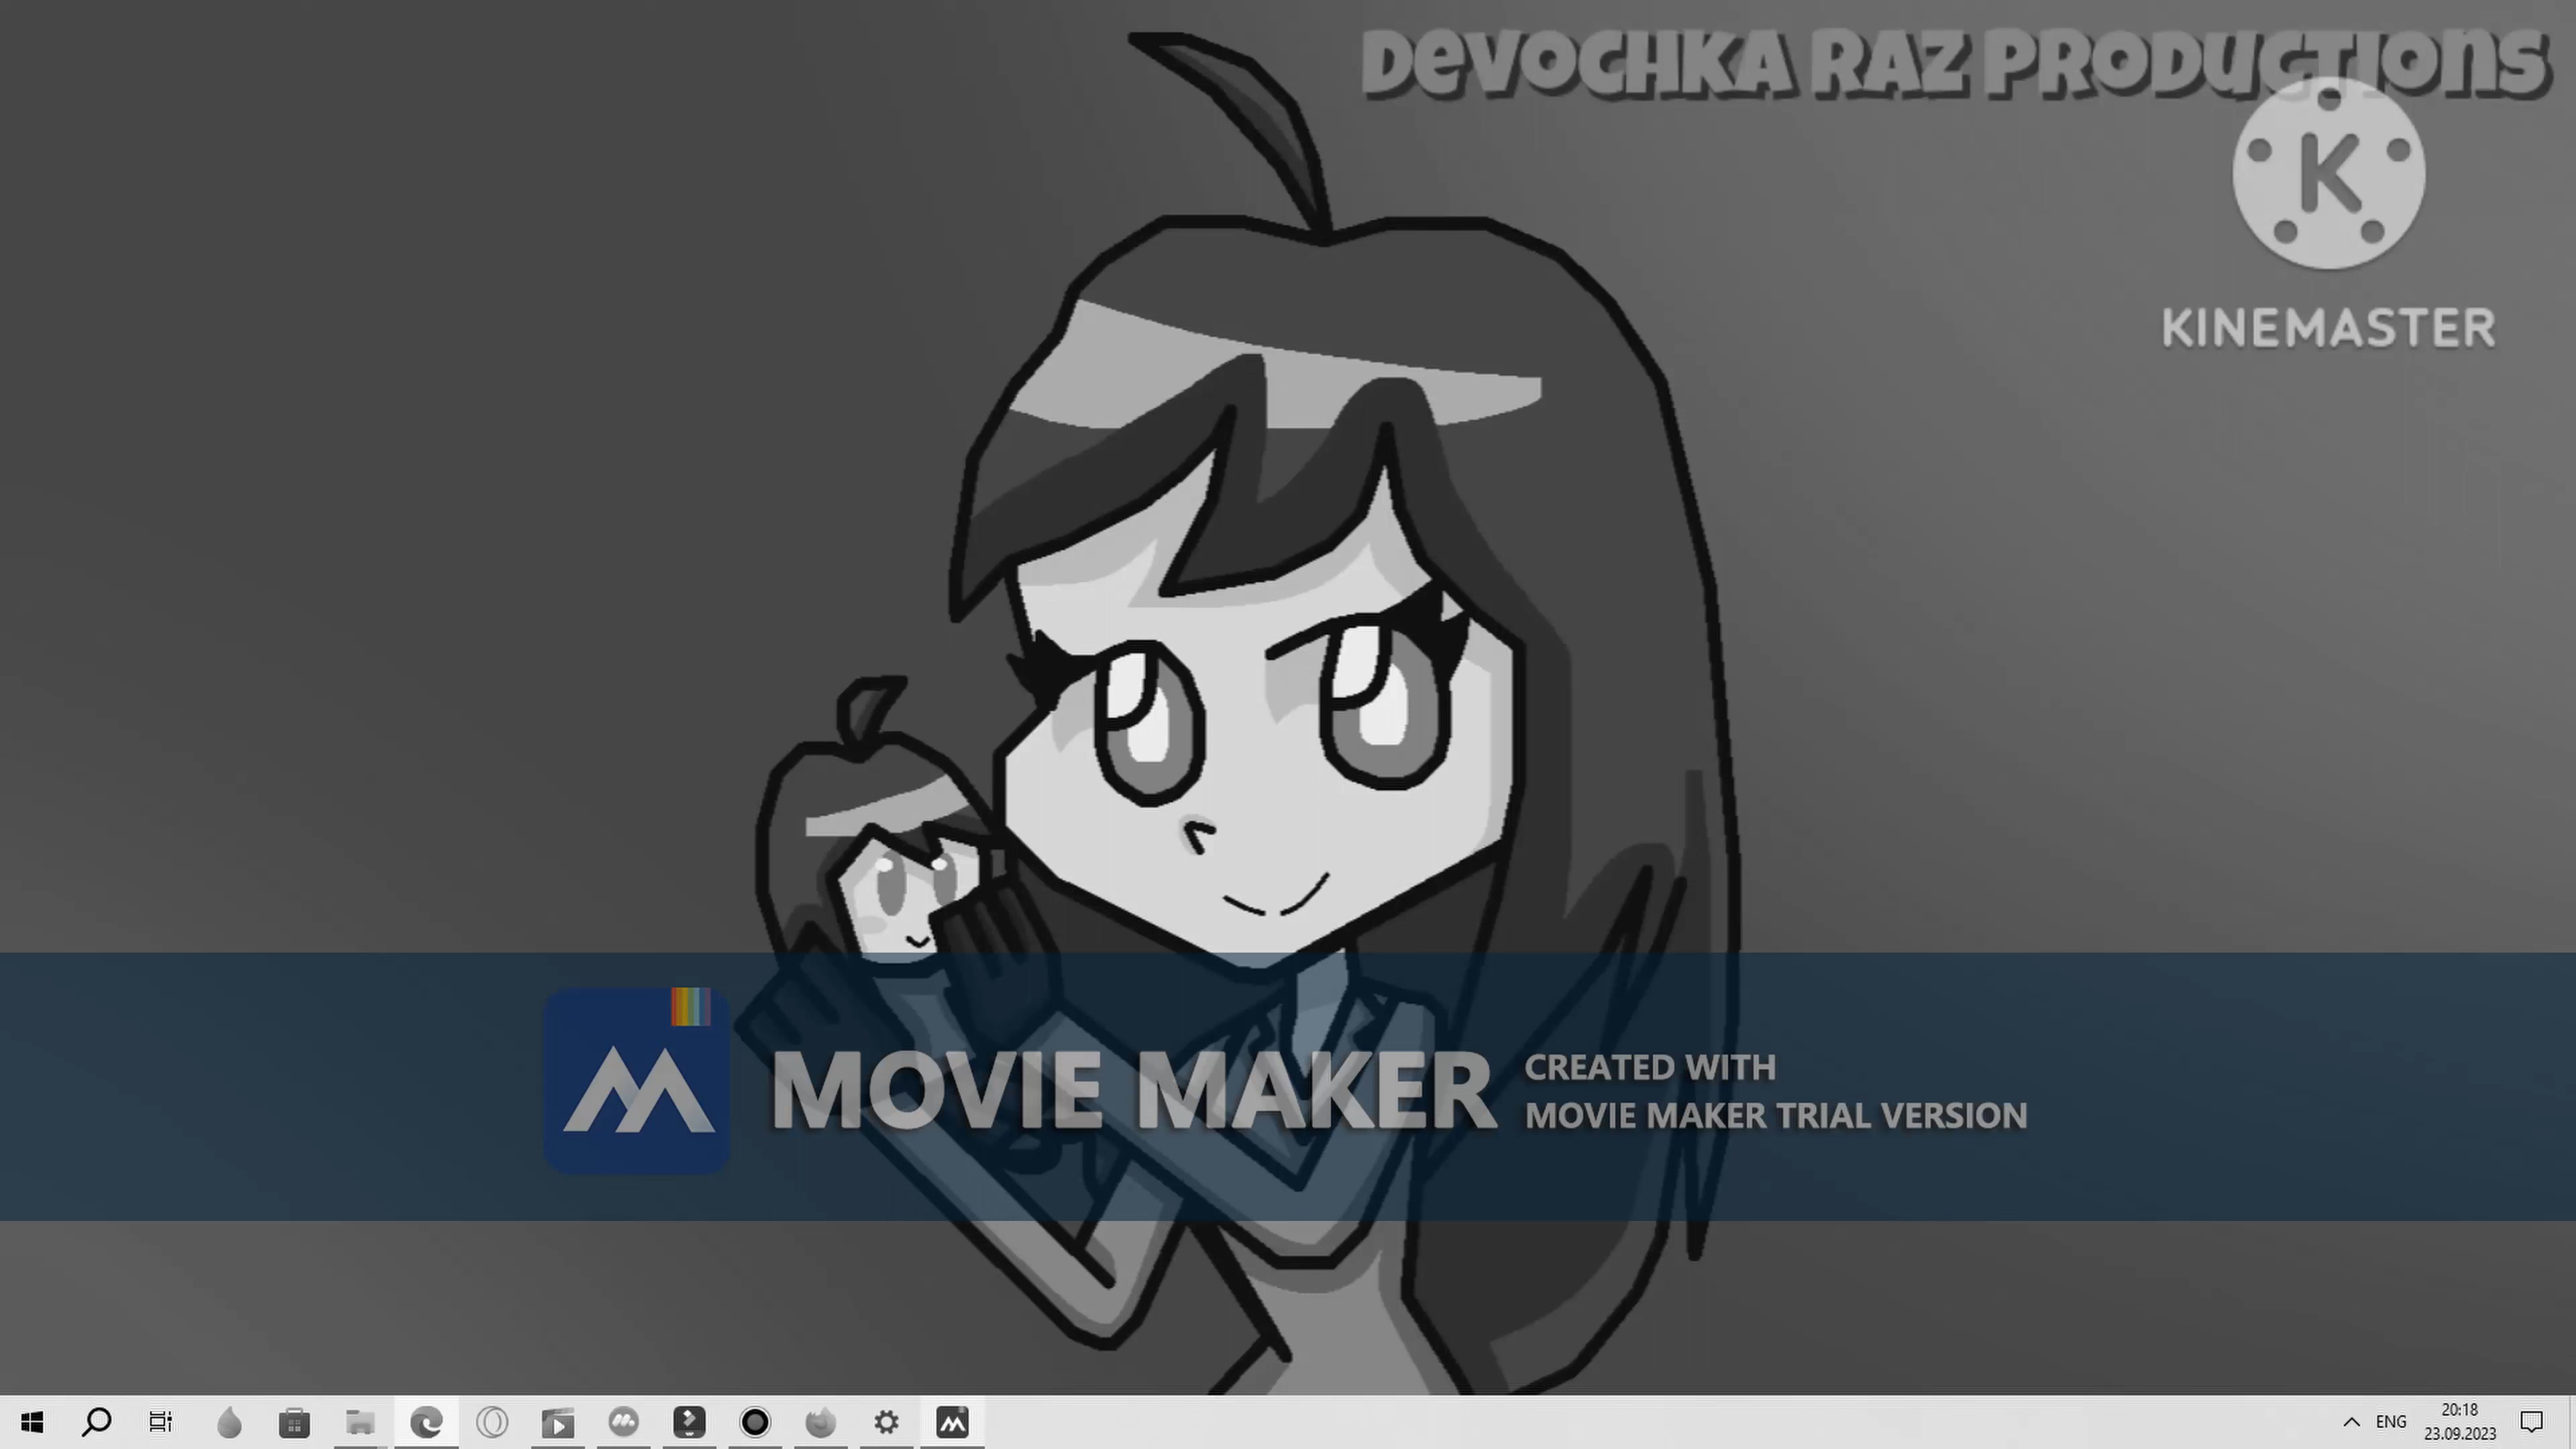 DEVOCHKA RAZ PRODUCTIONS
K
KINEMASTER
MOVIE MAKER
CREATED WITH
MOVIE MAKER TRIAL VERSION
ENG
20:18
23.09.2023